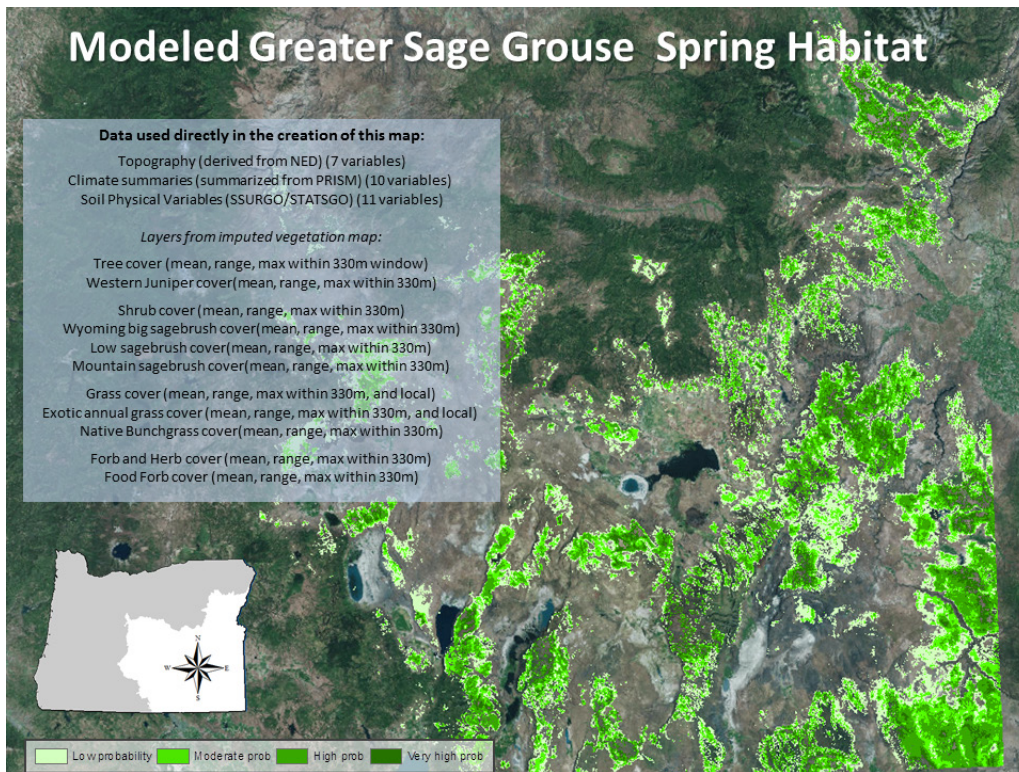 Modeled Greater Sage Grouse Spring Habitat
Data used directly in the creation of this map:
Topography (derived from NED) (7 variables)
Climate summaries (summarized from PRISM) (10 variables)
Soil Physical Variables (SSURGO/STATSGO) (11 variables)
Layers from imputed vegetation map:
Tree cover (mean, range, max within 330m window)
Western Juniper cover(mean, range, max within 330m)
Shrub cover (mean, range, max within 330m)
Wyoming big sagebrush cover(mean, range, max within 330m)
Low sagebrush cover(mean, range, max within 330m)
Mountain sagebrush cover(mean, range, max within 330m)
Grass cover (mean, range, max within 330m, and local)
Exotic annual grass cover (mean, range, max within 330m, and local)
Native Bunchgrass cover(mean, range, max within 330m)
Forb and Herb cover (mean, range, max within 330m)
Food Forb cover (mean, range, max within 330m)
N
W E
S
Low probability Moderate prob High prob Very high prob